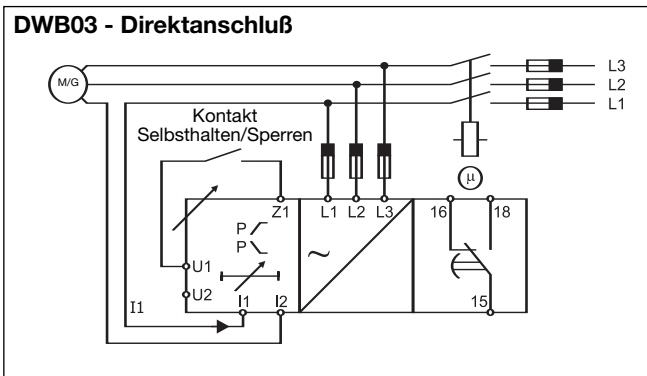 DWB03 - Direktanschluß
M/G
L3
L2
L1
Kontakt
Selbsthalten/Sperren
µ
Z1 L1 L2 L3 16 18
P
P
~
U1
U2
I1 I1 I2 15